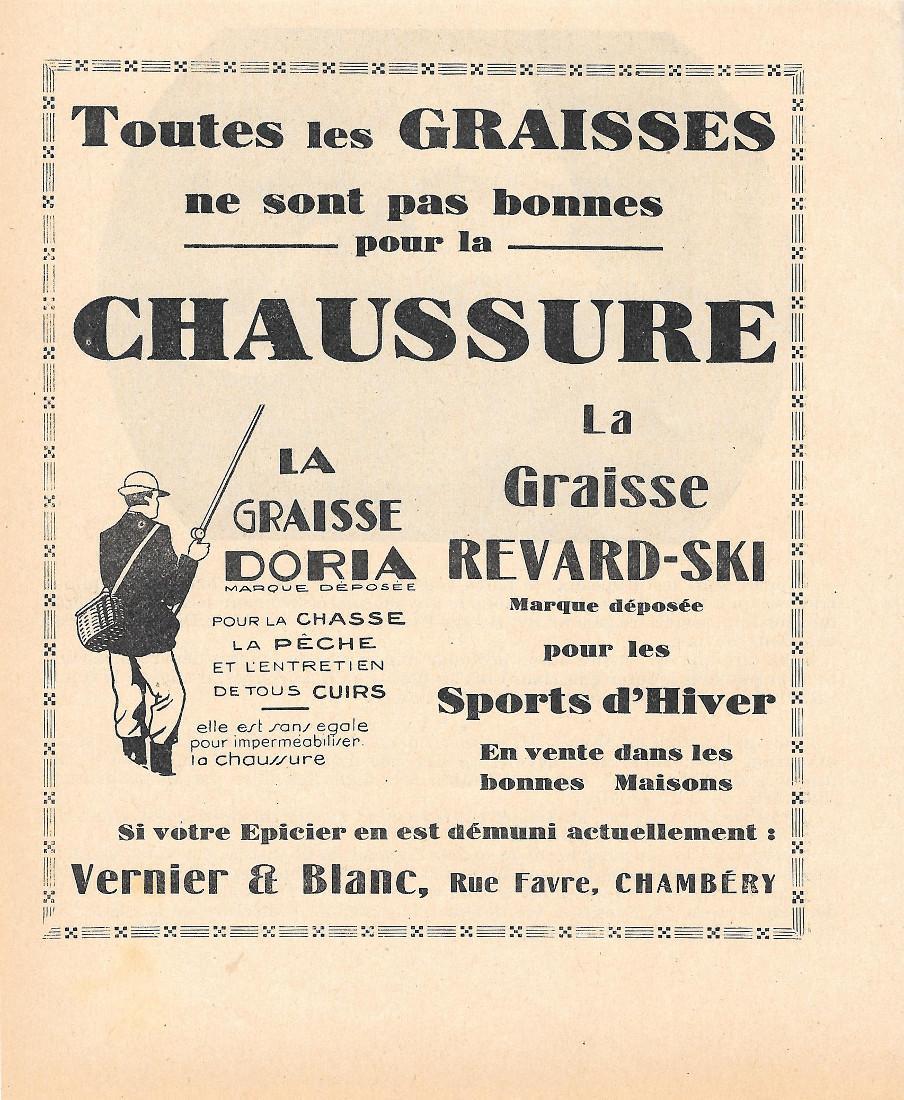 Toutes les GRAISSES
ne sont pas bonnes
pour la
CHAUSSURE
LA
GRAISSE
DORIA
MARQUE DÉPOSÉE
POUR LA CHASSE
LA PÊCHE
ET L'ENTRETIEN
DE TOUS CUIRS
elle est sans egale
pour impermeabiliser
la chaussure
La
Graisse
REVARD-SKI
Marque déposée
pour les
Sports d'Hiver
En vente dans les
bonnes Maisons
Si votre Epicier en est démuni actuellement :
Vernier & Blanc, Rue Favre, CHAMBÉRY